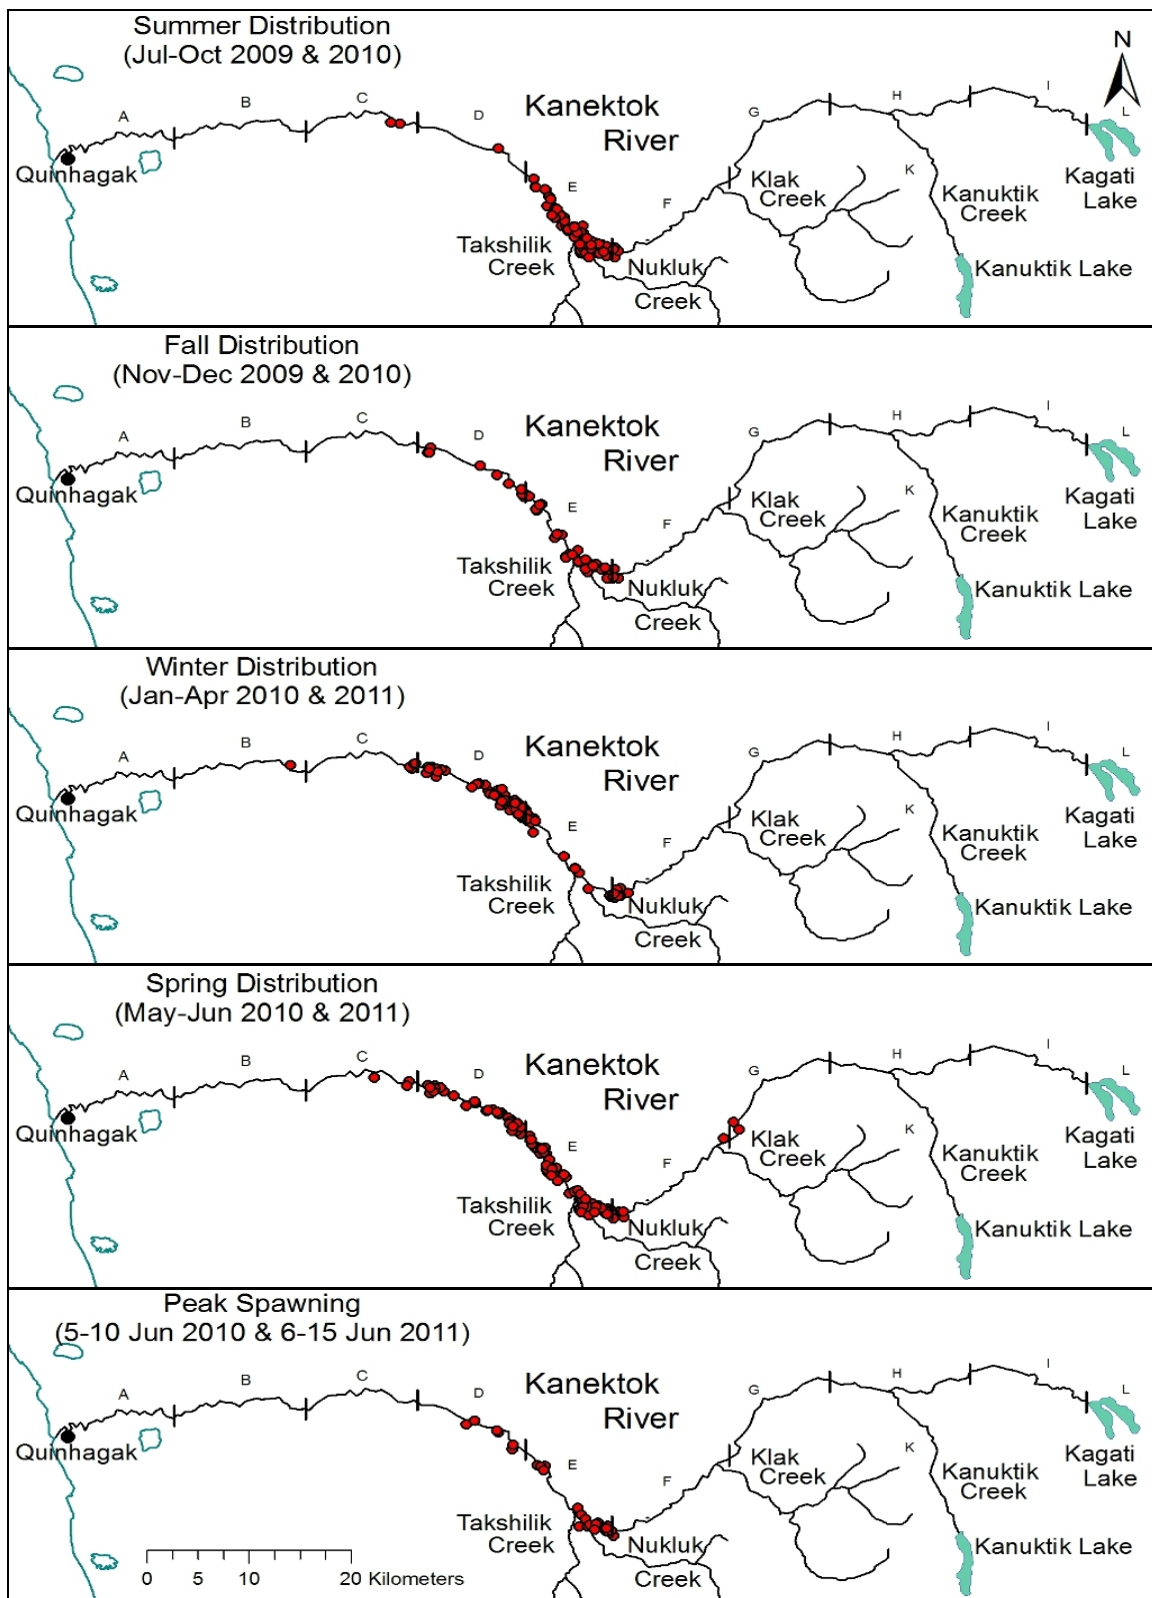 Summer Distribution
(Jul-Oct 2009 & 2010)
N
A
B
C
D
Kanektok
River
G
H
I
L
Quinhagak
E
F
Klak
Creek
K
Kanuktik
Creek
Kagati
Lake
Takshilik
Creek
Nukluk
Creek
Kanuktik Lake
Fall Distribution
(Nov-Dec 2009 & 2010)
A
B
C
D
Kanektok
River
G
H
I
L
Quinhagak
E
F
Klak
Creek
K
Kanuktik
Creek
Kagati
Lake
Takshilik
Creek
Nukluk
Creek
Kanuktik Lake
Winter Distribution
(Jan-Apr 2010 & 2011)
A
B
C
D
Kanektok
River
G
H
I
L
Quinhagak
E
F
Klak
Creek
K
Kanuktik
Creek
Kagati
Lake
Takshilik
Creek
Nukluk
Creek
Kanuktik Lake
Spring Distribution
(May-Jun 2010 & 2011)
A
B
C
D
Kanektok
River
G
H
I
L
Quinhagak
E
F
Klak
Creek
K
Kanuktik
Creek
Kagati
Lake
Takshilik
Creek
Nukluk
Creek
Kanuktik Lake
Peak Spawning
(5-10 Jun 2010 & 6-15 Jun 2011)
A
B
C
D
Kanektok
River
G
H
I
L
Quinhagak
E
F
Klak
Creek
K
Kanuktik
Creek
Kagati
Lake
Takshilik
Creek
Nukluk
Creek
Kanuktik Lake
0 5 10 20 Kilometers